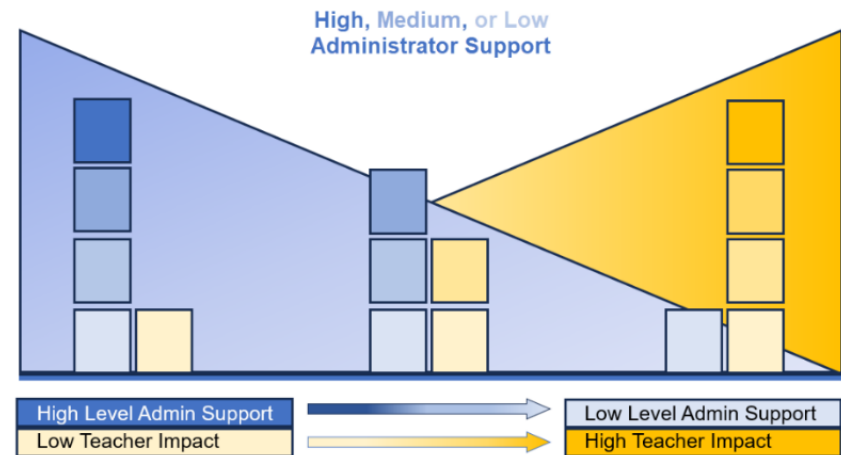 High, Medium, or Low
Administrator Support
High Level Admin Support
Low Level Admin Support
Low Teacher Impact
High Teacher Impact